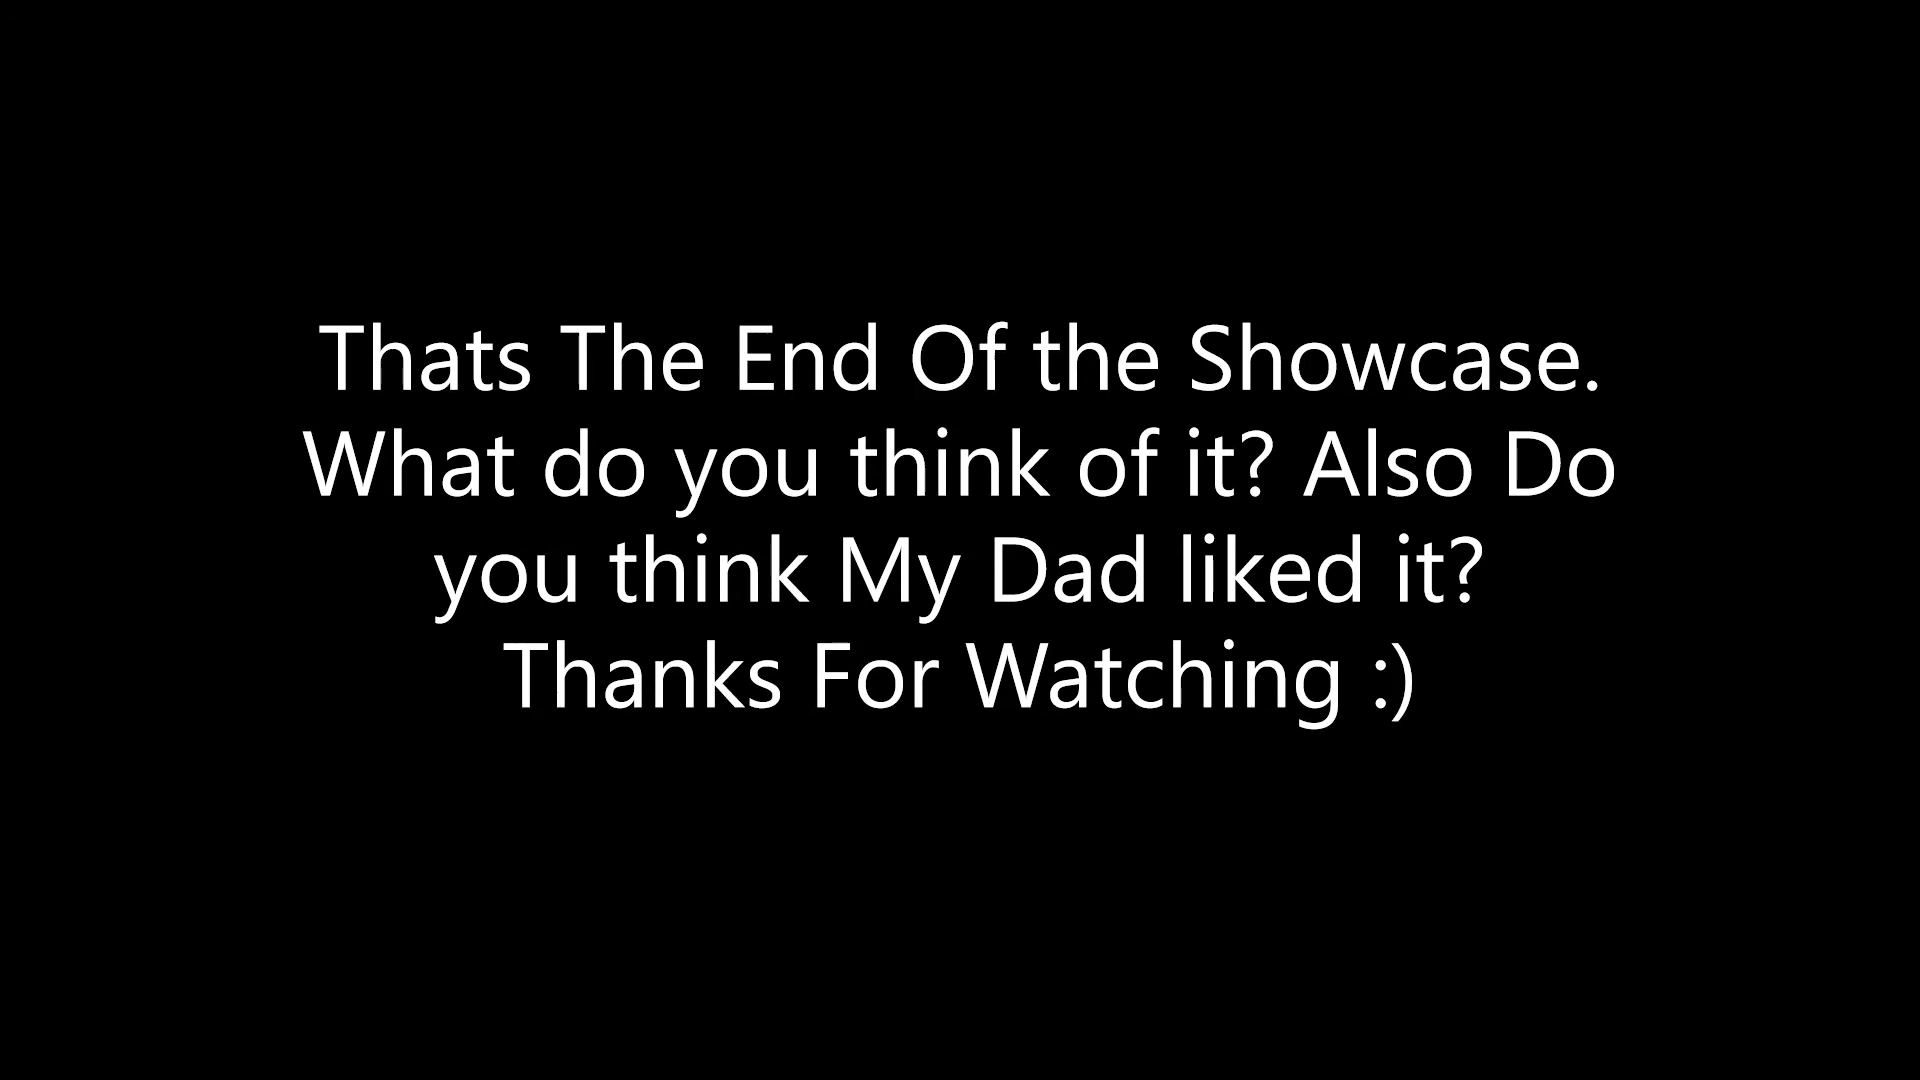 Thats The End Of the Showcase.
What do you think of it? Also Do
you think My Dad liked it?
Thanks For Watching :)